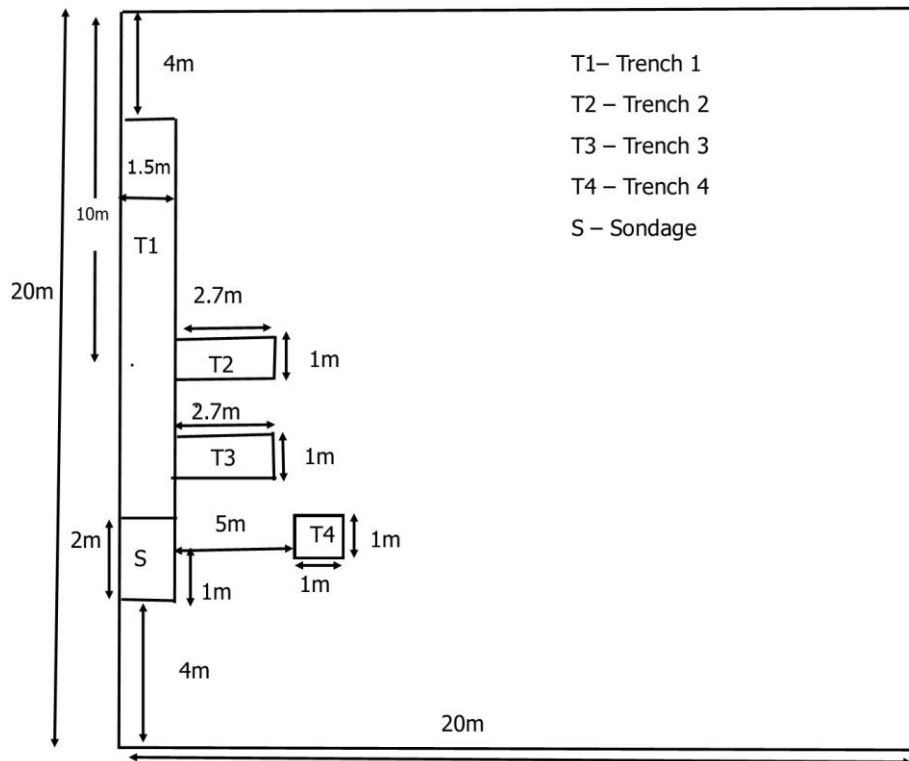 4m
T1– Trench 1
T2 – Trench 2
T3 – Trench 3
T4 – Trench 4
S – Sondage
1.5m
10m
T1
20m
2.7m
T2
1m
2.7m
T3
1m
5m
T4
2m
S
1m
1m
1m
4m
20m